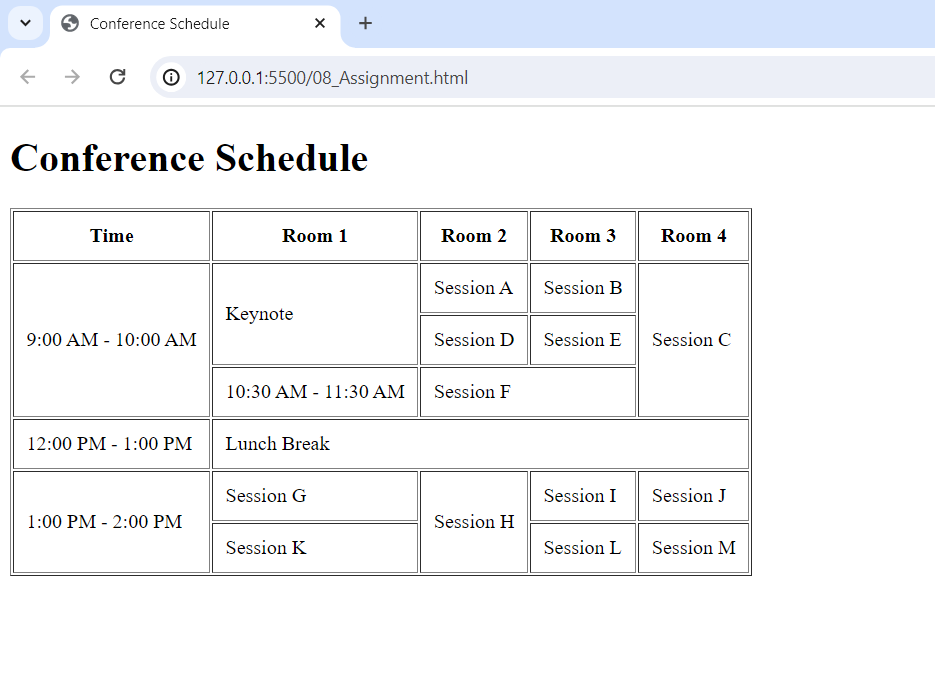 Conference Schedule
127.0.0.1:5500/08_Assignment.html
Conference Schedule
Time Room 1 Room 2 Room 3 Room 4
9:00 AM - 10:00 AM Keynote Session A Session B Session C
Session D Session E
10:30 AM - 11:30 AM Session F
12:00 PM - 1:00 PM Lunch Break
1:00 PM - 2:00 PM Session G Session H Session I Session J
Session K Session L Session M